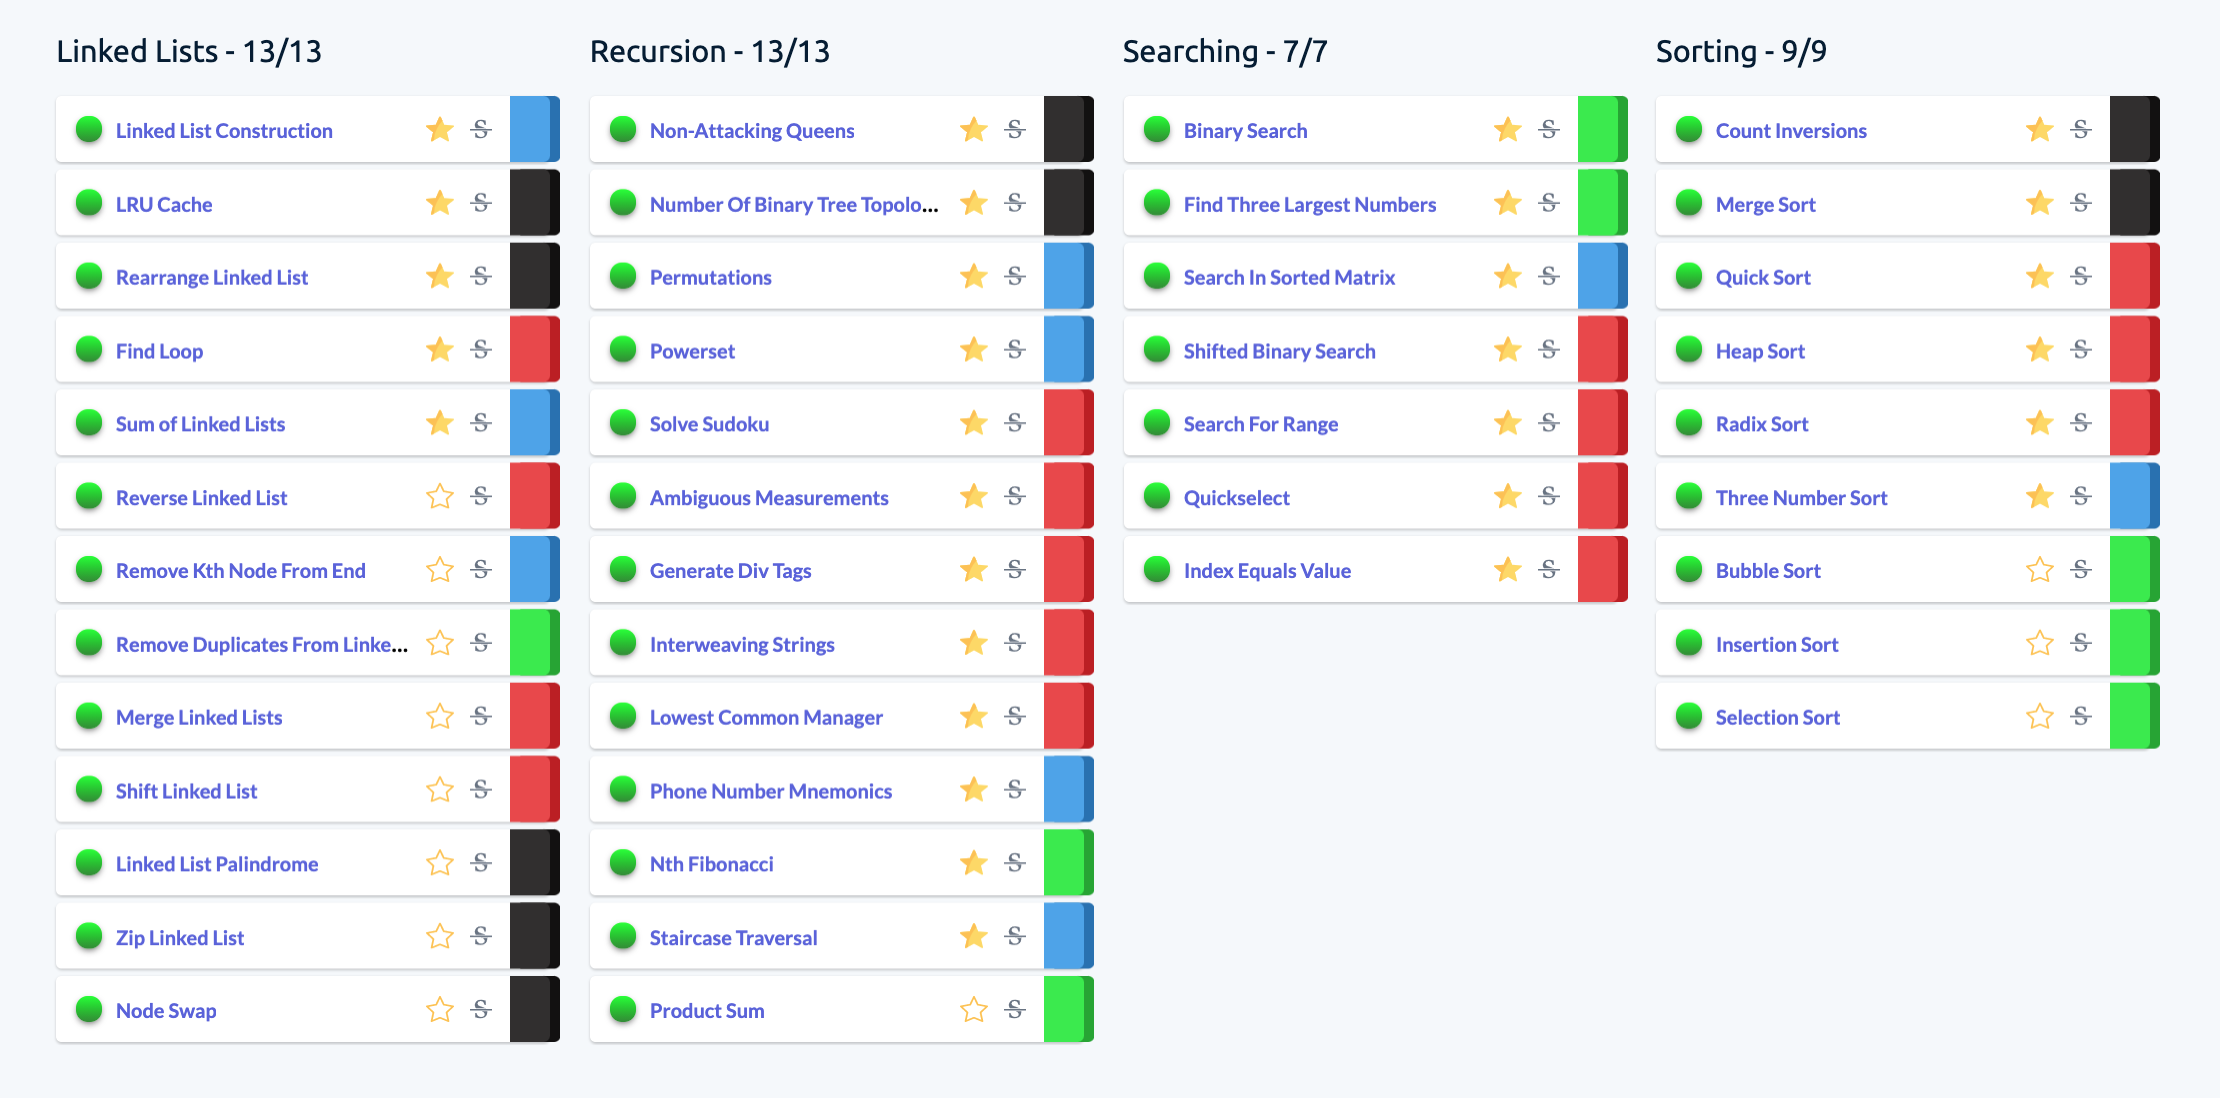 Linked Lists - 13/13
Linked List Construction
LRU Cache
Rearrange Linked List
Find Loop
Sum of Linked Lists
Reverse Linked List
Remove Kth Node From End
Remove Duplicates From Linke...
Merge Linked Lists
Shift Linked List
Linked List Palindrome
Zip Linked List
Node Swap
Recursion - 13/13
Non-Attacking Queens
Number Of Binary Tree Topolo...
Permutations
Powerset
Solve Sudoku
Ambiguous Measurements
Generate Div Tags
Interweaving Strings
Lowest Common Manager
Phone Number Mnemonics
Nth Fibonacci
Staircase Traversal
Product Sum
Searching - 7/7
Binary Search
Find Three Largest Numbers
Search In Sorted Matrix
Shifted Binary Search
Search For Range
Quickselect
Index Equals Value
Sorting - 9/9
Count Inversions
Merge Sort
Quick Sort
Heap Sort
Radix Sort
Three Number Sort
Bubble Sort
Insertion Sort
Selection Sort